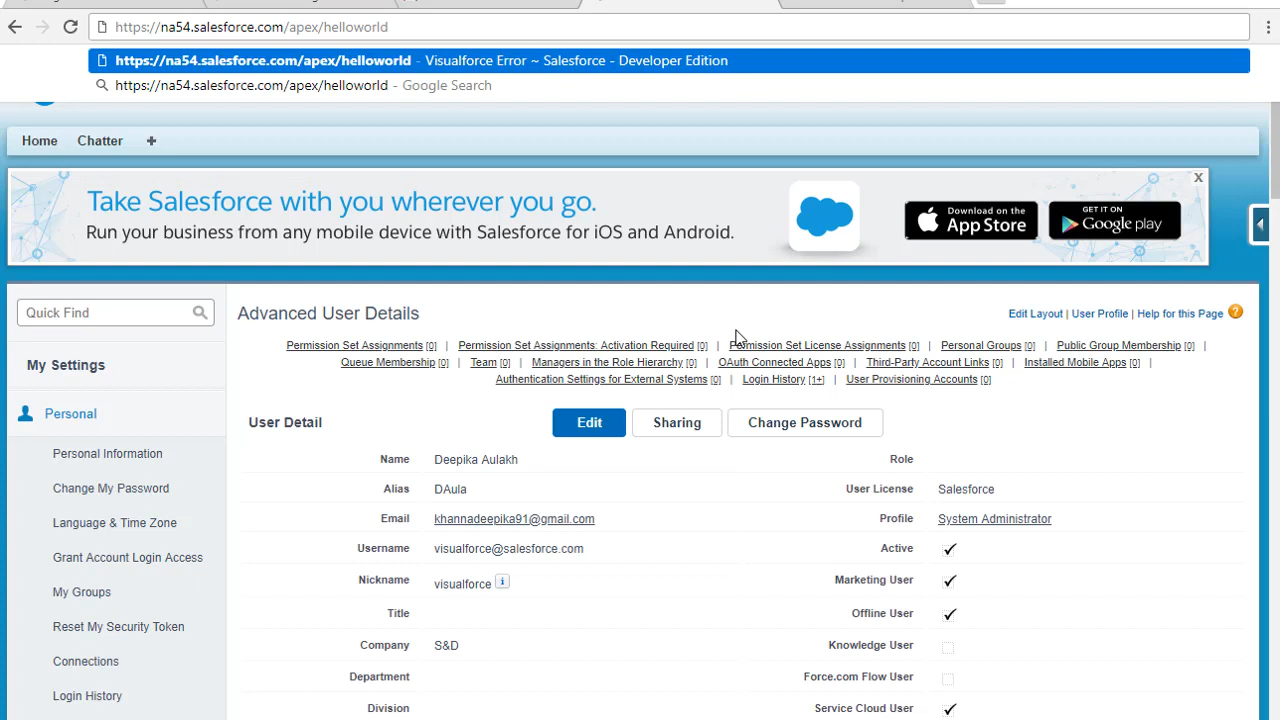 https://na54.salesforce.com/apex/helloworld
https://na54.salesforce.com/apex/helloworld - Visualforce Error ~ Salesforce - Developer Edition
https://na54.salesforce.com/apex/helloworld - Google Search
Home Chatter +
Take Salesforce with you wherever you go.
Run your business from any mobile device with Salesforce for iOS and Android.
Download on the App Store
GET IT ON Google play
X
Quick Find
My Settings
Personal
Personal Information
Change My Password
Language & Time Zone
Grant Account Login Access
My Groups
Reset My Security Token
Connections
Login History
Advanced User Details
Edit Layout | User Profile | Help for this Page ?
Permission Set Assignments [0] | Permission Set Assignments: Activation Required [0] | Permission Set License Assignments [0] | Personal Groups [0] | Public Group Membership [0] |
Queue Membership [0] | Team [0] | Managers in the Role Hierarchy [0] | OAuth Connected Apps [0] | Third-Party Account Links [0] | Installed Mobile Apps [0] |
Authentication Settings for External Systems [0] | Login History [1+] | User Provisioning Accounts [0]
User Detail Edit Sharing Change Password
Name Deepika Aulakh Role
Alias DAula User License Salesforce
Email khannadeepika91@gmail.com Profile System Administrator
Username visualforce@salesforce.com Active
Nickname visualforce i Marketing User
Title Offline User
Company S&D Knowledge User
Department Force.com Flow User
Division Service Cloud User